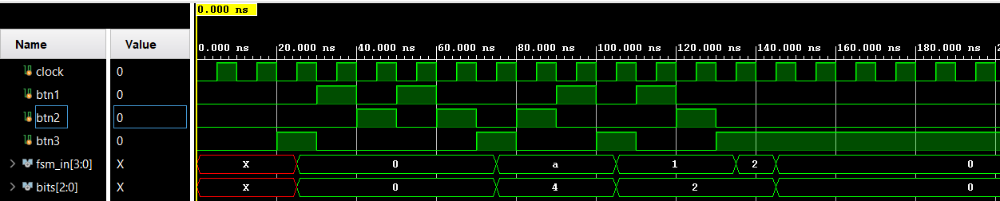 0.000 ns
Name Value
0.000 ns 20.000 ns 40.000 ns 60.000 ns 80.000 ns 100.000 ns 120.000 ns 140.000 ns 160.000 ns 180.000 ns 2
clock 0
btn1 0
btn2 0
btn3 0
fsm_in[3:0] X X 0 a 1 2 0
bits[2:0] X X 0 4 2 0